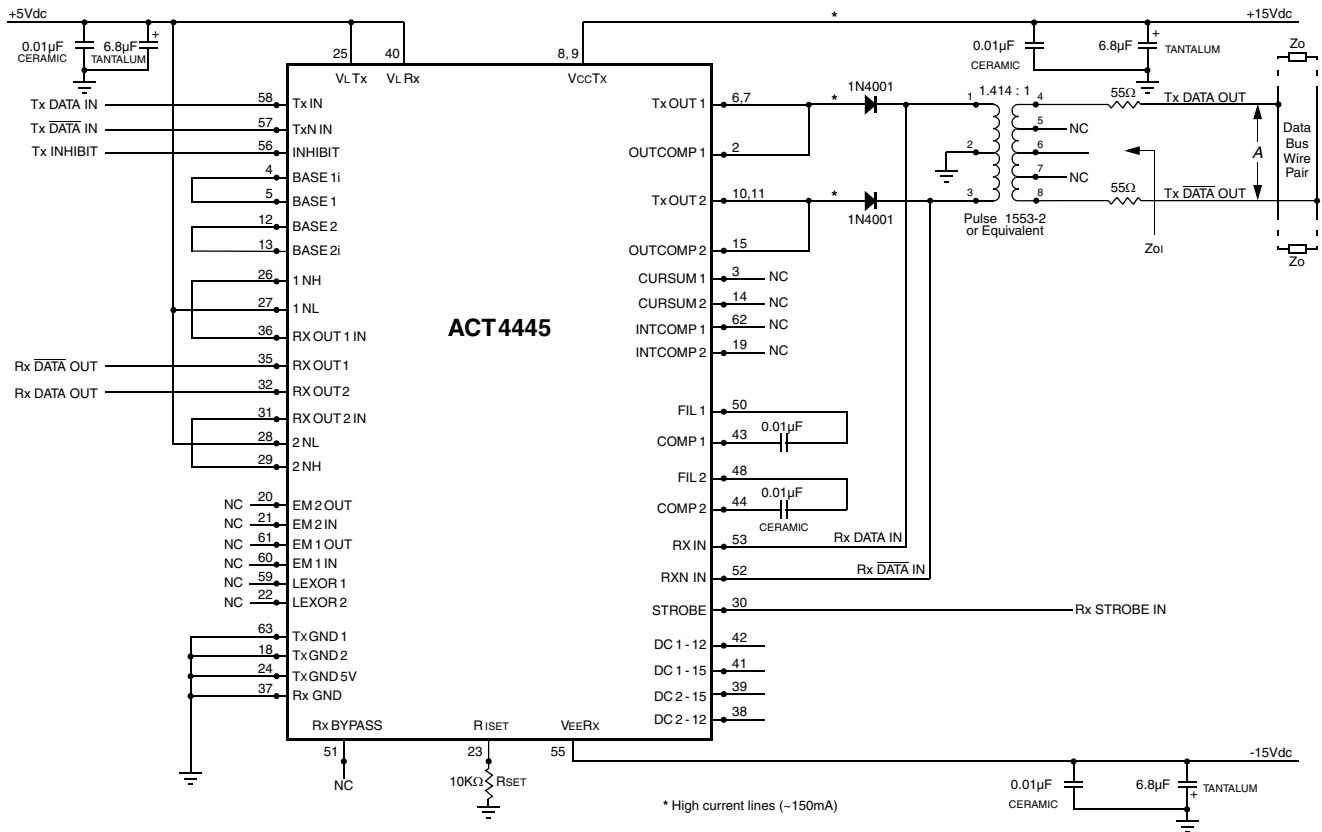 +5Vdc
0.01µF
CERAMIC
6.8µF
TANTALUM
+
25
40
VL Tx
VL Rx
8, 9
VCCTx
*
+15Vdc
0.01µF
CERAMIC
6.8µF
+
TANTALUM
Zo
Tx DATA IN
58
Tx IN
Tx DATA IN
57
TxN IN
Tx INHIBIT
56
INHIBIT
4
BASE 1i
5
BASE 1
12
BASE 2
13
BASE 2i
26
1 NH
27
1 NL
36
RX OUT 1 IN
Rx DATA OUT
35
RX OUT 1
Rx DATA OUT
32
RX OUT 2
31
RX OUT 2 IN
28
2 NL
29
2 NH
NC
20
EM 2 OUT
NC
21
EM 2 IN
NC
61
EM 1 OUT
NC
60
EM 1 IN
NC
59
LEXOR 1
NC
22
LEXOR 2
63
Tx GND 1
18
Tx GND 2
24
Tx GND 5V
37
Rx GND
ACT4445
Tx OUT 1
6,7
*
1N4001
OUTCOMP 1
2
Tx OUT 2
10,11
*
1N4001
OUTCOMP 2
15
CURSUM 1
3
NC
CURSUM 2
14
NC
INTCOMP 1
62
NC
INTCOMP 2
19
NC
FIL 1
50
0.01µF
COMP 1
43
FIL 2
48
0.01µF
COMP 2
44
CERAMIC
RX IN
53
Rx DATA IN
RXN IN
52
Rx DATA IN
STROBE
30
Rx STROBE IN
DC 1 - 12
42
DC 1 - 15
41
DC 2 - 15
39
DC 2 - 12
38
1.414 : 1
1
2
3
4
5
NC
6
7
NC
8
Pulse 1553-2
or Equivalent
55Ω
Tx DATA OUT
55Ω
Tx DATA OUT
A
ZoI
Data
Bus
Wire
Pair
Zo
Rx BYPASS
51
NC
R ISET
23
10KΩ
RSET
VEERx
55
-15Vdc
0.01µF
CERAMIC
6.8µF
+
TANTALUM
* High current lines (~150mA)